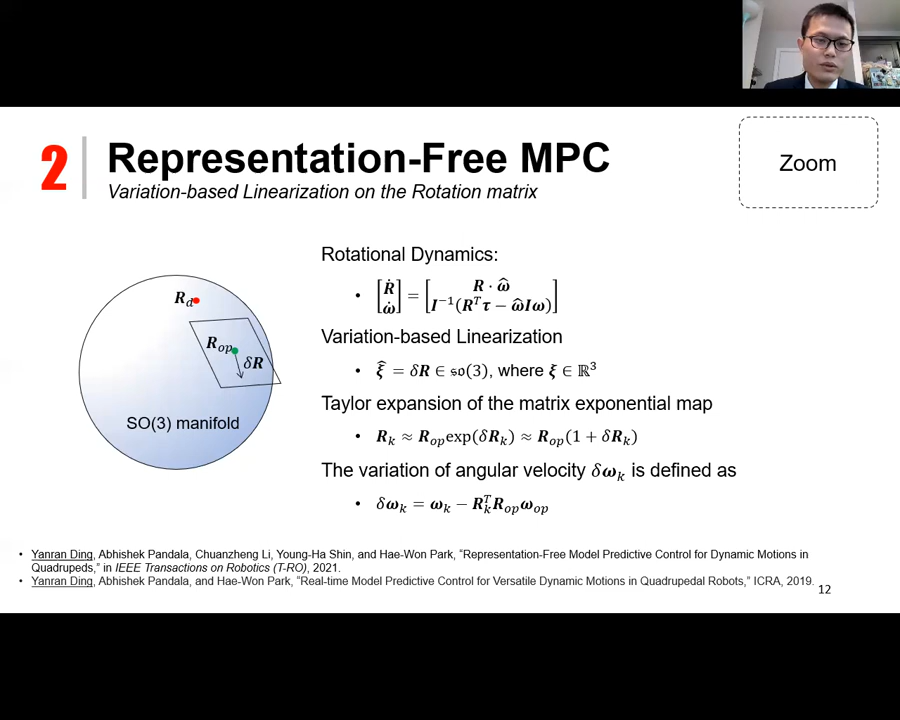 2
Representation-Free MPC
Variation-based Linearization on the Rotation matrix
Zoom
R_d
R_op
δR
SO(3) manifold
Rotational Dynamics:
• [Ṙ ω̇] = [R · ω̂ I⁻¹(Rᵀτ − ω̂Iω)]
Variation-based Linearization
• ξ̂ = δR ∈ 𝔰𝔬(3), where ξ ∈ ℝ³
Taylor expansion of the matrix exponential map
• R_k ≈ R_op exp(δR_k) ≈ R_op(1 + δR_k)
The variation of angular velocity δω_k is defined as
• δω_k = ω_k − R_k^T R_op ω_op
• Yanran Ding, Abhishek Pandala, Chuanzheng Li, Young-Ha Shin, and Hae-Won Park, “Representation-Free Model Predictive Control for Dynamic Motions in
Quadrupeds,” in IEEE Transactions on Robotics (T-RO), 2021.
• Yanran Ding, Abhishek Pandala, and Hae-Won Park, “Real-time Model Predictive Control for Versatile Dynamic Motions in Quadrupedal Robots,” ICRA, 2019.
12